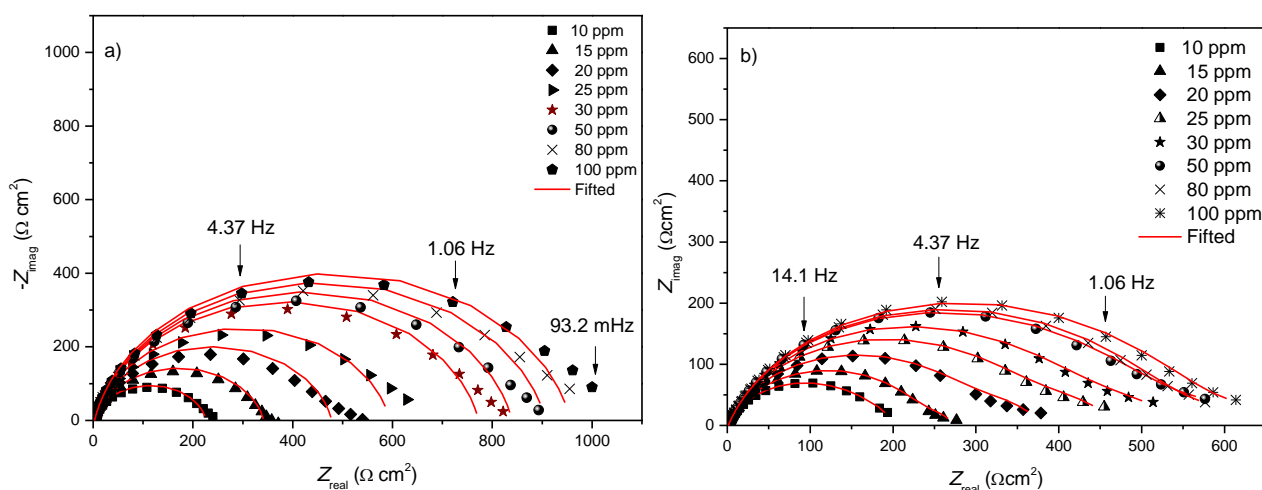 a)
1000
800
600
400
200
0
-Z_imag (Ω cm²)
0 200 400 600 800 1000
Z_real (Ω cm²)
10 ppm
15 ppm
20 ppm
25 ppm
30 ppm
50 ppm
80 ppm
100 ppm
Fifted
4.37 Hz
1.06 Hz
93.2 mHz
b)
600
500
400
300
200
100
0
Z_imag (Ωcm²)
0 100 200 300 400 500 600
Z_real (Ωcm²)
10 ppm
15 ppm
20 ppm
25 ppm
30 ppm
50 ppm
80 ppm
100 ppm
Fifted
14.1 Hz
4.37 Hz
1.06 Hz